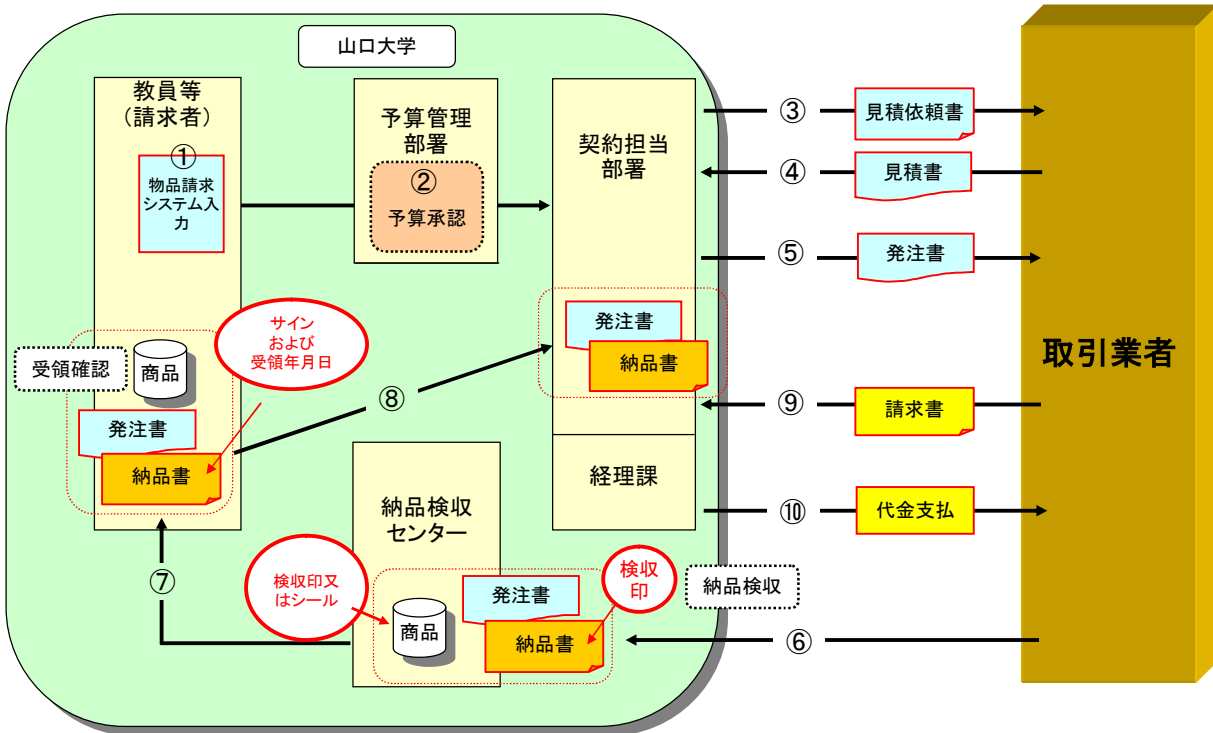 山口大学
教員等
（請求者）
①
物品請求
システム入
力
予算管理
部署
②
予算承認
契約担当
部署
③
見積依頼書
④
見積書
⑤
発注書
取引業者
サイン
および
受領年月日
受領確認
商品
発注書
納品書
⑧
発注書
納品書
⑨
請求書
経理課
⑩
代金支払
納品検収
センター
⑦
検収印又
はシール
商品
発注書
納品書
検収
印
納品検収
⑥